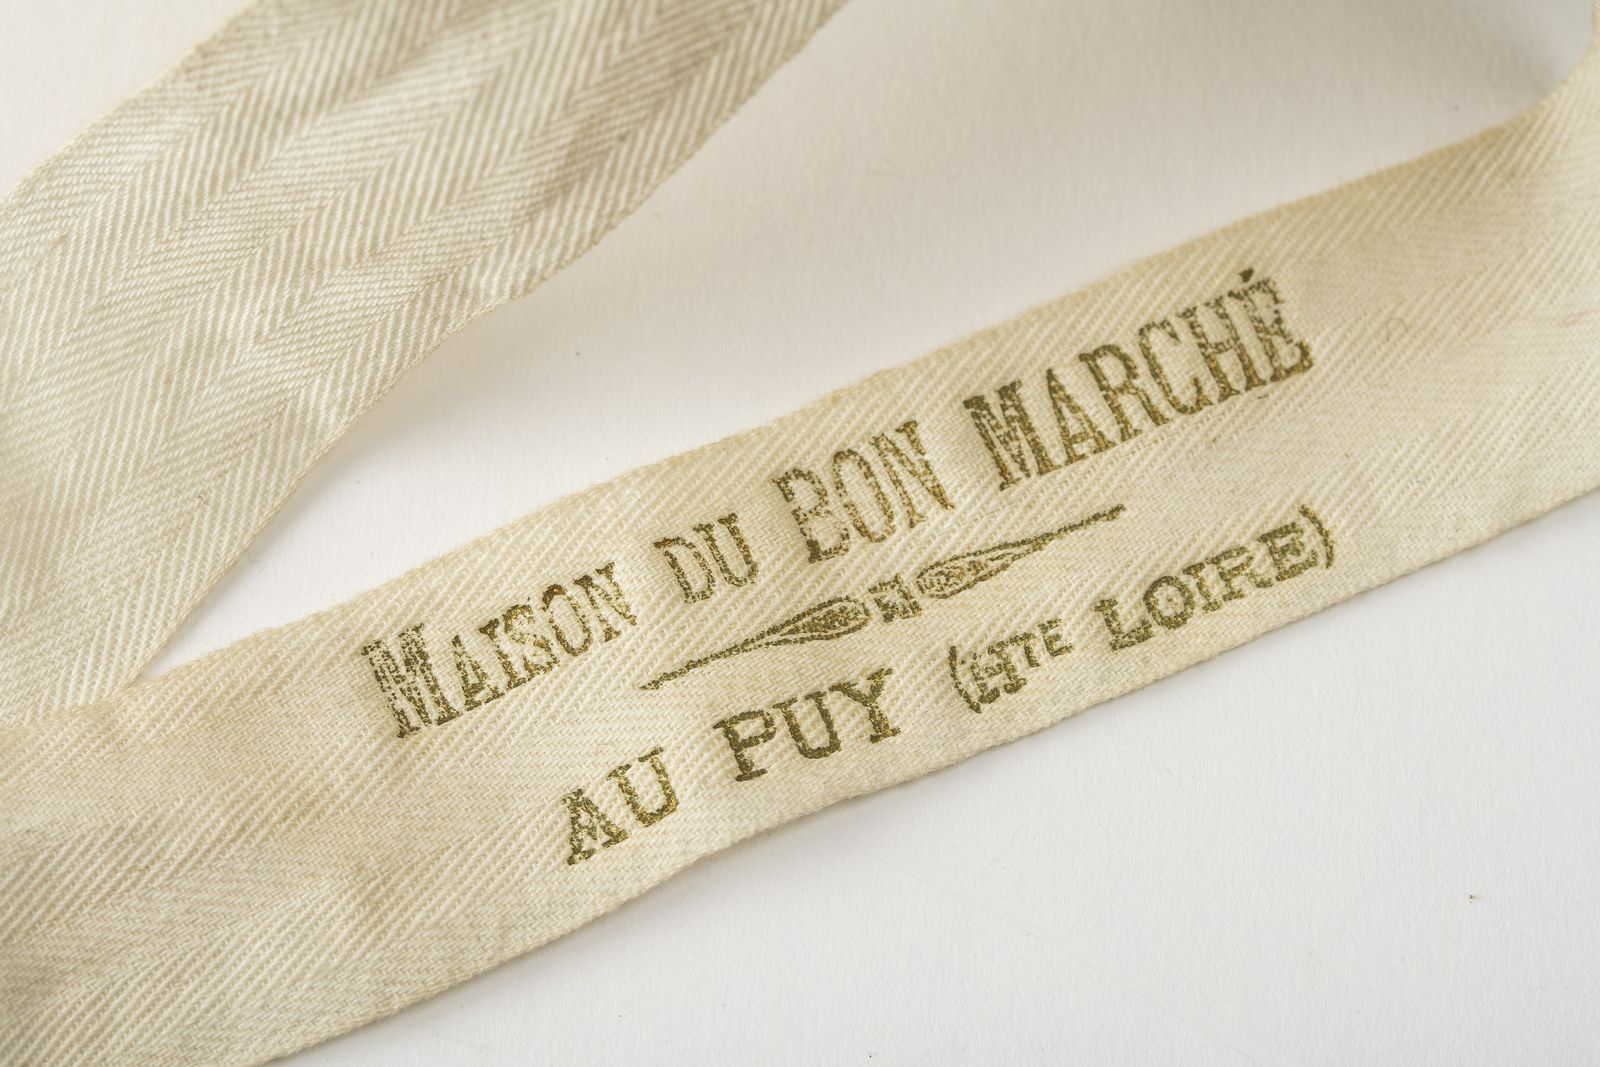 MAISON DU BON MARCHÉ
AU PUY (HTE LOIRE)